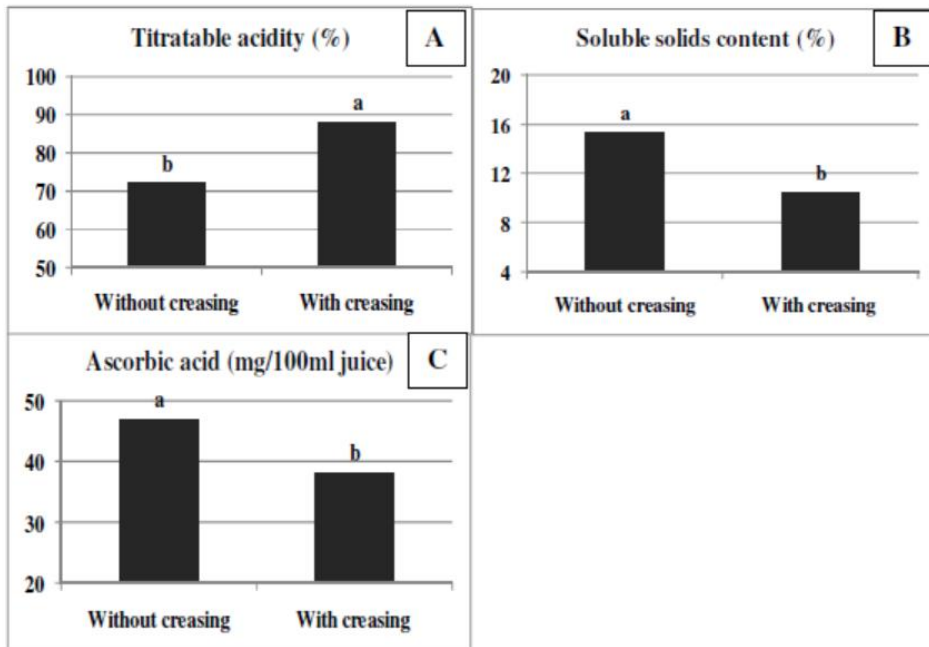 Titratable acidity (%)
A
100
90
80
70
60
50
b
a
Without creasing
With creasing
Soluble solids content (%)
B
20
16
12
8
4
a
b
Without creasing
With creasing
Ascorbic acid (mg/100ml juice)
C
50
40
30
20
a
b
Without creasing
With creasing